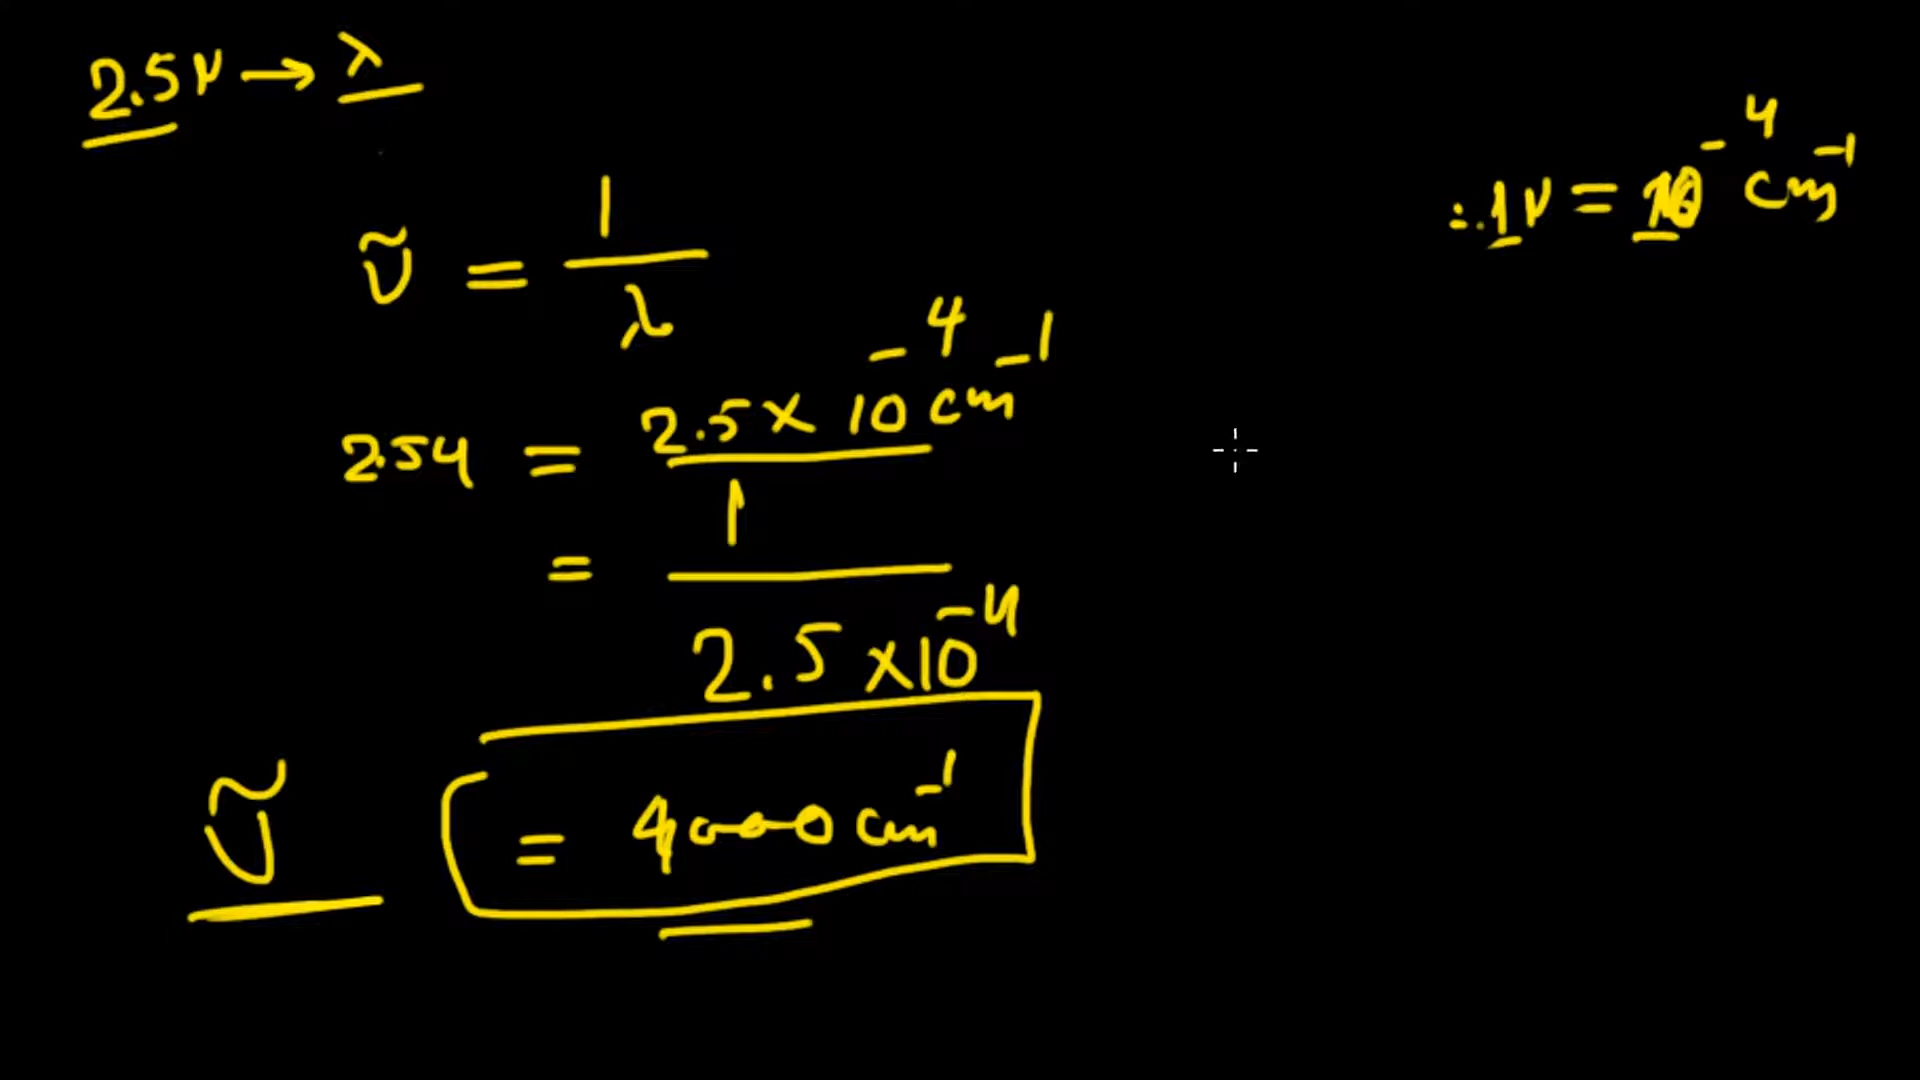 2.5μ → λ
∴ 1μ = 10⁻⁴ cm⁻¹
ṽ = 1/λ
2.5μ = 2.5 × 10⁻⁴ cm⁻¹
= 1/2.5 × 10⁻⁴
ṽ = 4000 cm⁻¹